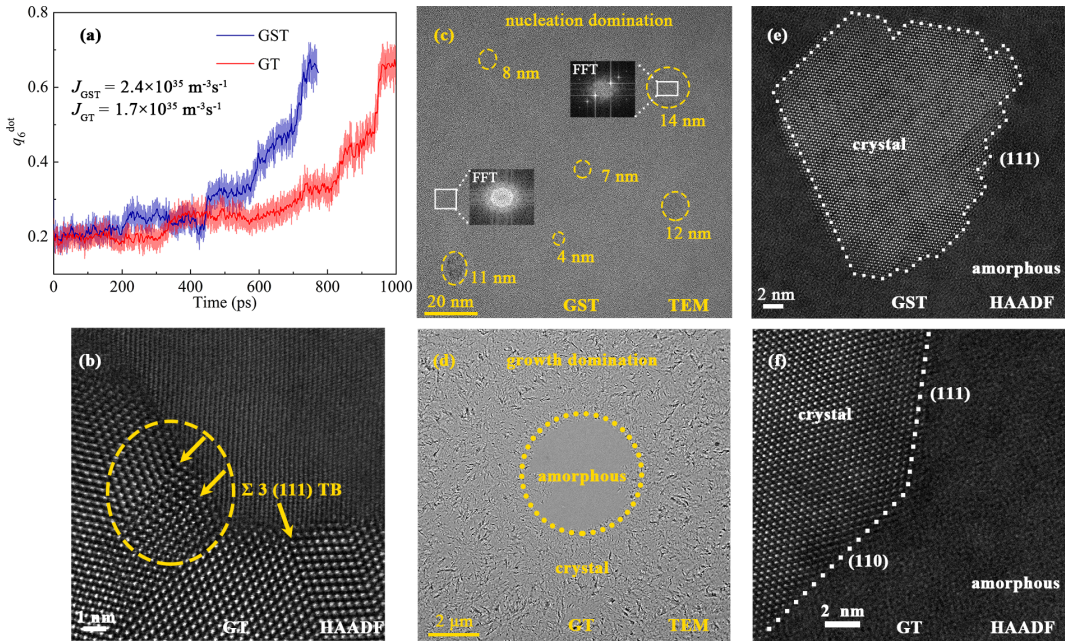 (a)
GST
GT
J_GST = 2.4×10^35 m^-3s^-1
J_GT = 1.7×10^35 m^-3s^-1
q_6^dot
0.8
0.6
0.4
0.2
0 200 400 600 800 1000
Time (ps)
(b)
Σ 3 (111) TB
1 nm
GT
HAADF
(c)
nucleation domination
8 nm
FFT
14 nm
7 nm
FFT
12 nm
4 nm
11 nm
20 nm
GST
TEM
(d)
growth domination
amorphous
crystal
2 μm
GT
TEM
(e)
crystal
(111)
amorphous
2 nm
GST
HAADF
(f)
(111)
crystal
(110)
amorphous
2 nm
GT
HAADF